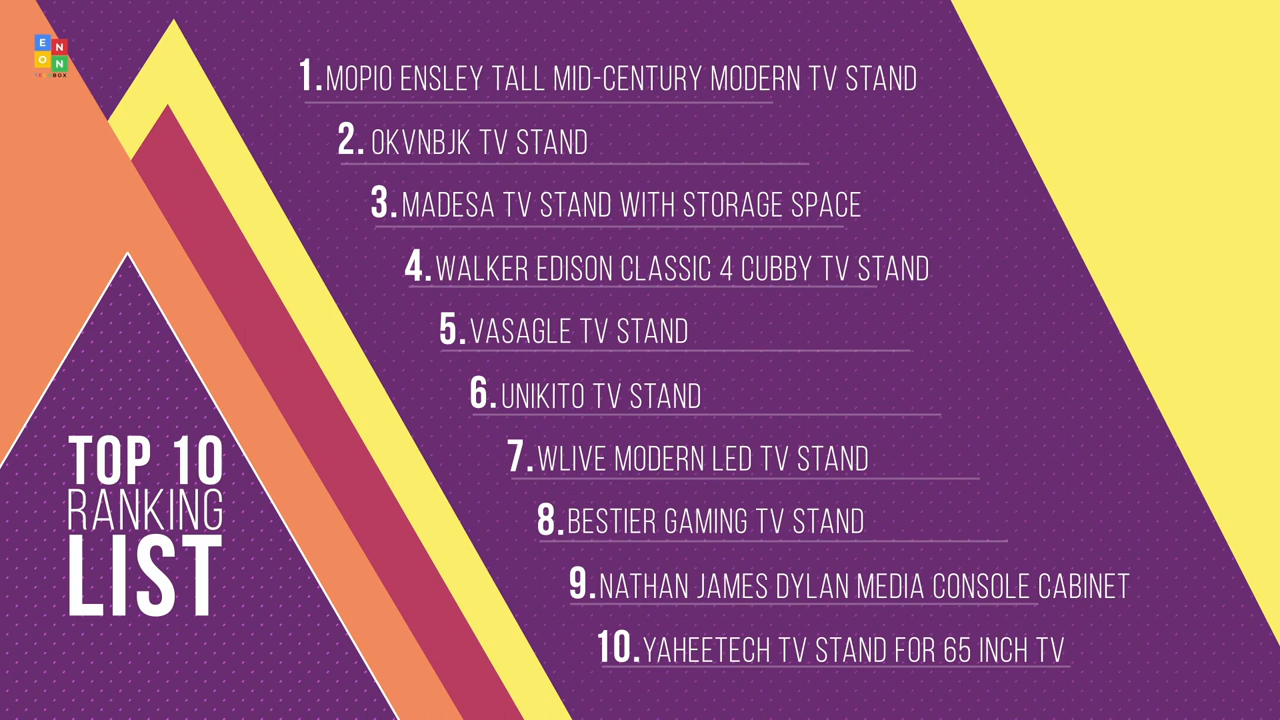 E N
O N
BOX
1. MOPIO ENSLEY TALL MID-CENTURY MODERN TV STAND
2. OKVNBJK TV STAND
3. MADESA TV STAND WITH STORAGE SPACE
4. WALKER EDISON CLASSIC 4 CUBBY TV STAND
5. VASAGLE TV STAND
6. UNIKITO TV STAND
7. WLIVE MODERN LED TV STAND
8. BESTIER GAMING TV STAND
9. NATHAN JAMES DYLAN MEDIA CONSOLE CABINET
10. YAHEETECH TV STAND FOR 65 INCH TV
TOP 10
RANKING
LIST